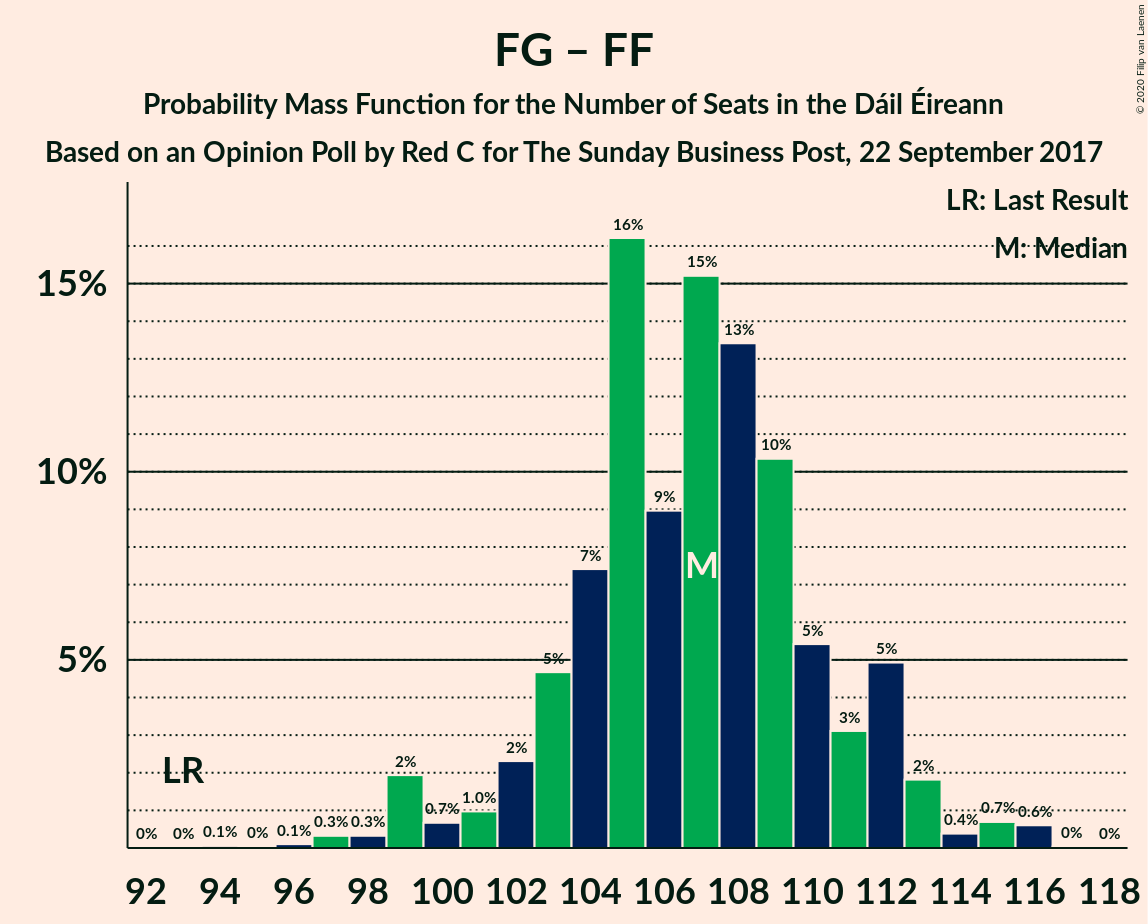 FG – FF
Probability Mass Function for the Number of Seats in the Dáil Éireann
Based on an Opinion Poll by Red C for The Sunday Business Post, 22 September 2017
© 2020 Filip van Laenen
LR: Last Result
M: Median
15%
10%
5%
0% 0% 0.1% 0% 0.1% 0.3% 0.3% 2% 0.7% 1.0% 2% 5% 7% 16% 9% 15% 13% 10% 5% 3% 5% 2% 0.4% 0.7% 0.6% 0% 0%
LR
M
92 94 96 98 100 102 104 106 108 110 112 114 116 118